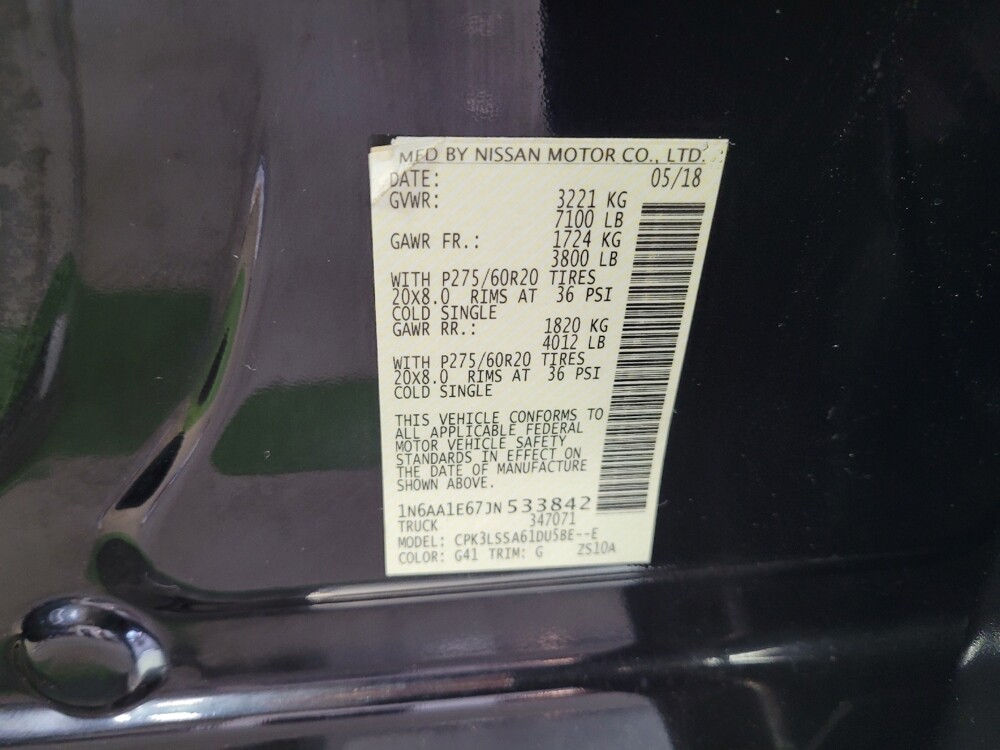 MFD BY NISSAN MOTOR CO., LTD.
DATE: 05/18
GVWR: 3221 KG
7100 LB
GAWR FR.: 1724 KG
3800 LB
WITH P275/60R20 TIRES
20X8.0 RIMS AT 36 PSI
COLD SINGLE
GAWR RR.: 1820 KG
4012 LB
WITH P275/60R20 TIRES
20X8.0 RIMS AT 36 PSI
COLD SINGLE
THIS VEHICLE CONFORMS TO
ALL APPLICABLE FEDERAL
MOTOR VEHICLE SAFETY
STANDARDS IN EFFECT ON
THE DATE OF MANUFACTURE
SHOWN ABOVE.
1N6AA1E67JN533842
TRUCK 347071
MODEL: CPK3LSSA61DU5BE--E
COLOR: G41 TRIM: G ZS10A